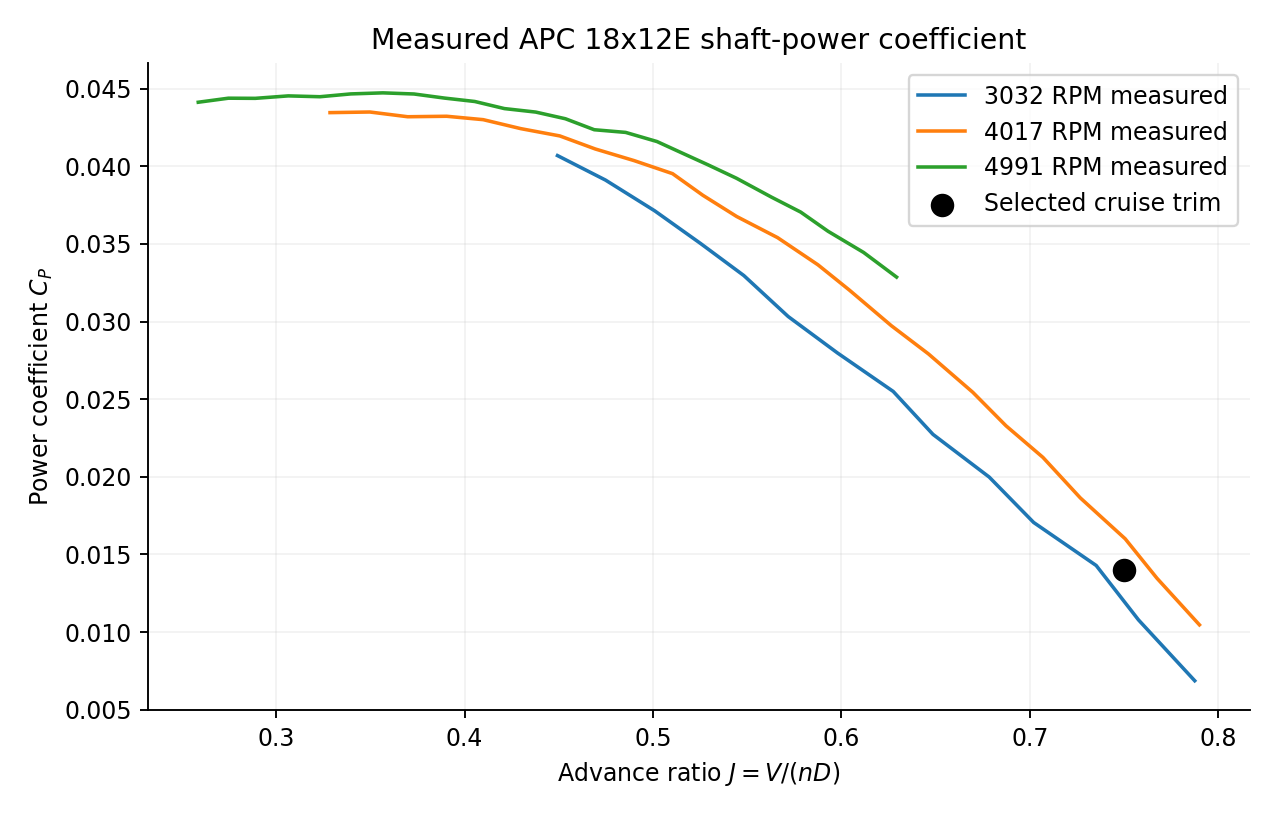 Measured APC 18x12E shaft-power coefficient
0.045
0.040
0.035
0.030
0.025
0.020
0.015
0.010
0.005
Power coefficient C_P
3032 RPM measured
4017 RPM measured
4991 RPM measured
Selected cruise trim
0.3 0.4 0.5 0.6 0.7 0.8
Advance ratio J = V/(nD)